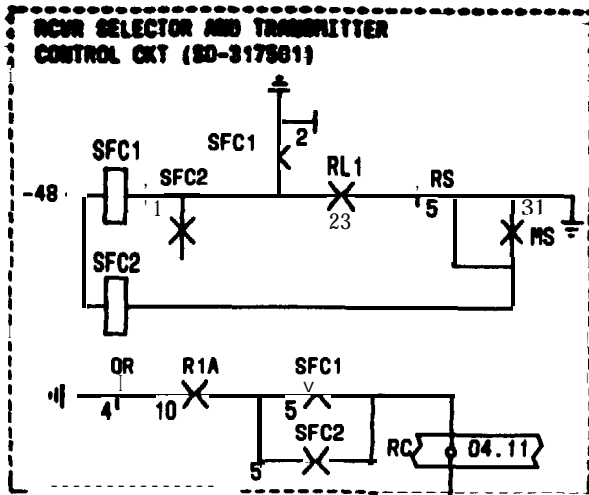 RCVR SELECTOR AND TRANSMITTER
CONTROL CKT (SD-31756)
SFC1 2
SFC1 SFC2 RL1 RS
-48 1 23 5 31
MS
SFC2
OR R1A SFC1
4 10 5
SFC2
5
RC 04.11